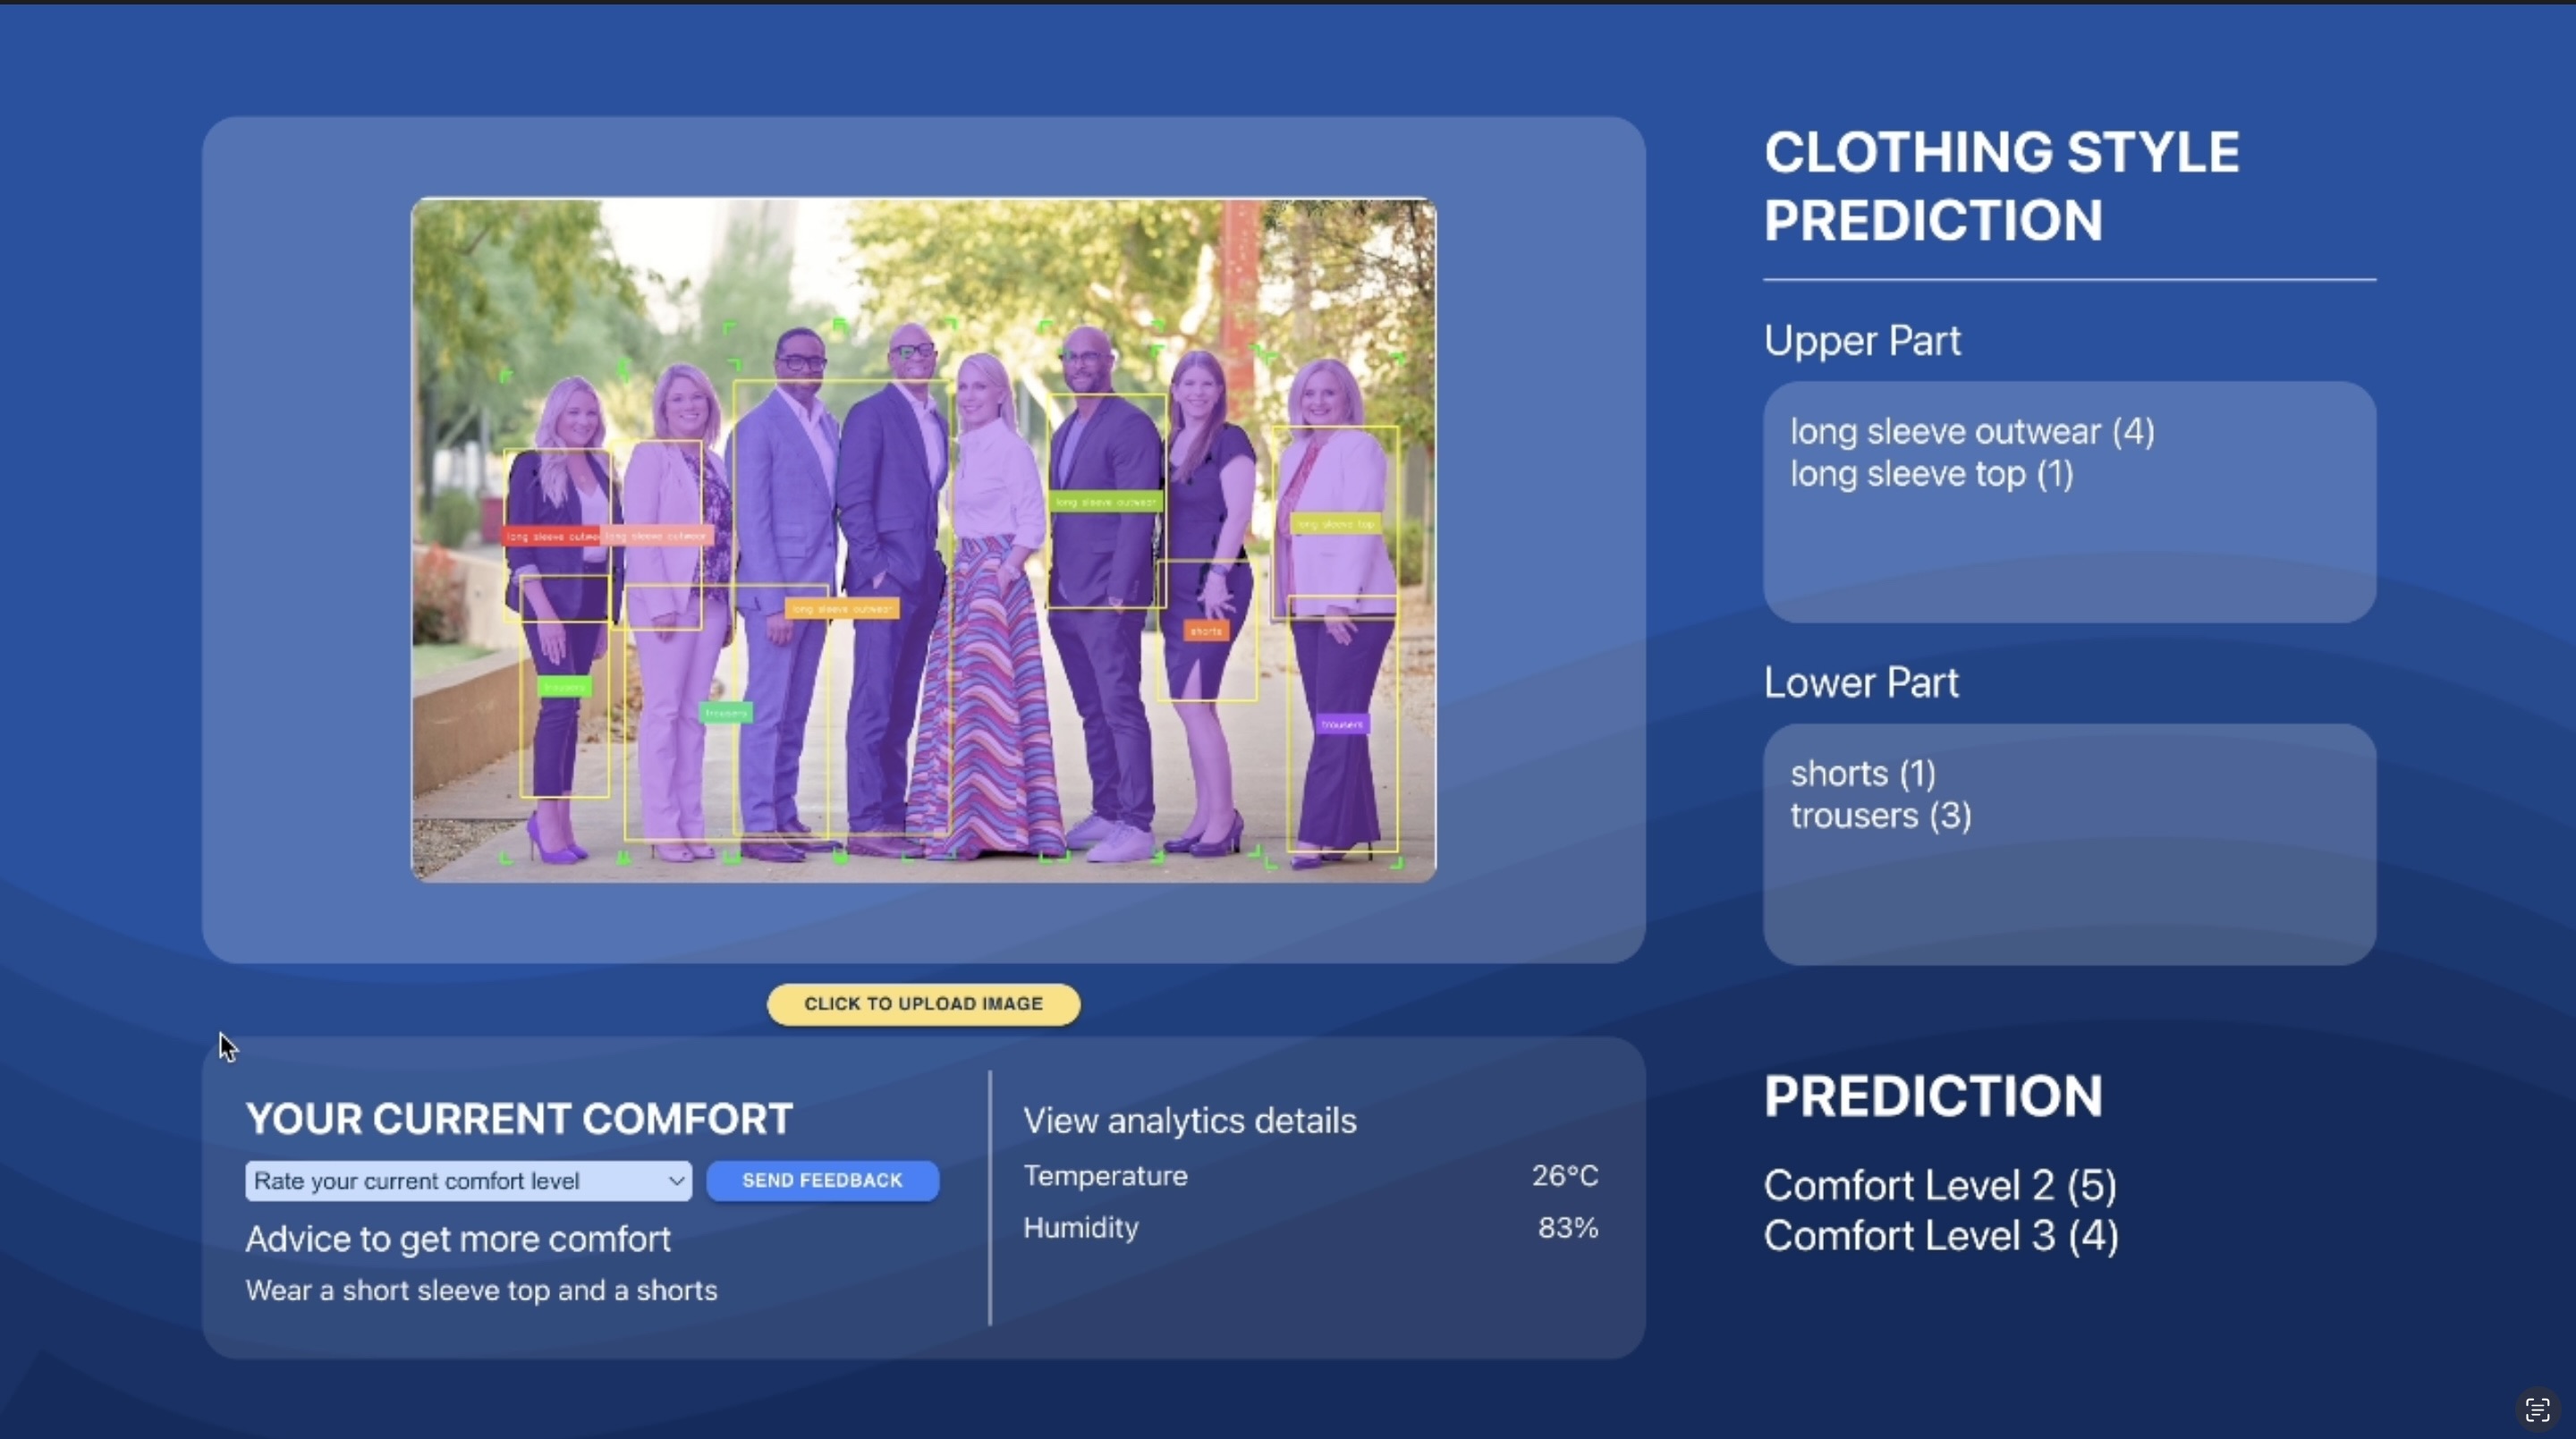 CLOTHING STYLE
PREDICTION
Upper Part
long sleeve outwear (4)
long sleeve top (1)
Lower Part
shorts (1)
trousers (3)
long sleeve outwear
long sleeve top
long sleeve outwe
long sleeve outwear
long sleeve outwear
shorts
trousers
trousers
trousers
CLICK TO UPLOAD IMAGE
YOUR CURRENT COMFORT
Rate your current comfort level
SEND FEEDBACK
Advice to get more comfort
Wear a short sleeve top and a shorts
View analytics details
Temperature
26°C
Humidity
83%
PREDICTION
Comfort Level 2 (5)
Comfort Level 3 (4)